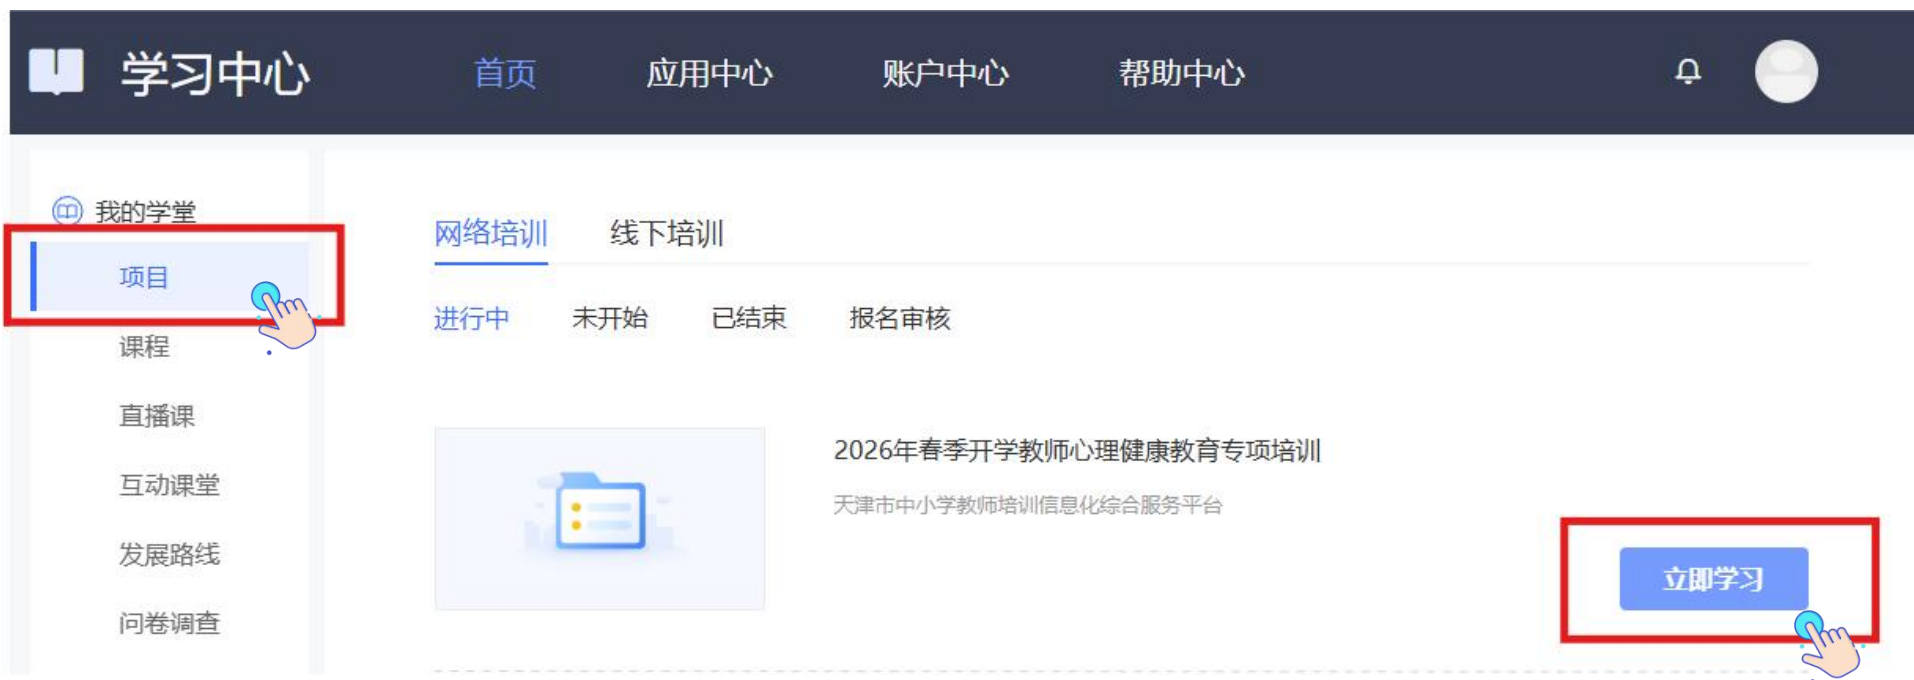 学习中心 首页 应用中心 账户中心 帮助中心
我的学堂
项目
课程
直播课
互动课堂
发展路线
问卷调查
网络培训 线下培训
进行中 未开始 已结束 报名审核
2026年春季开学教师心理健康教育专项培训
天津市中小学教师培训信息化综合服务平台
立即学习